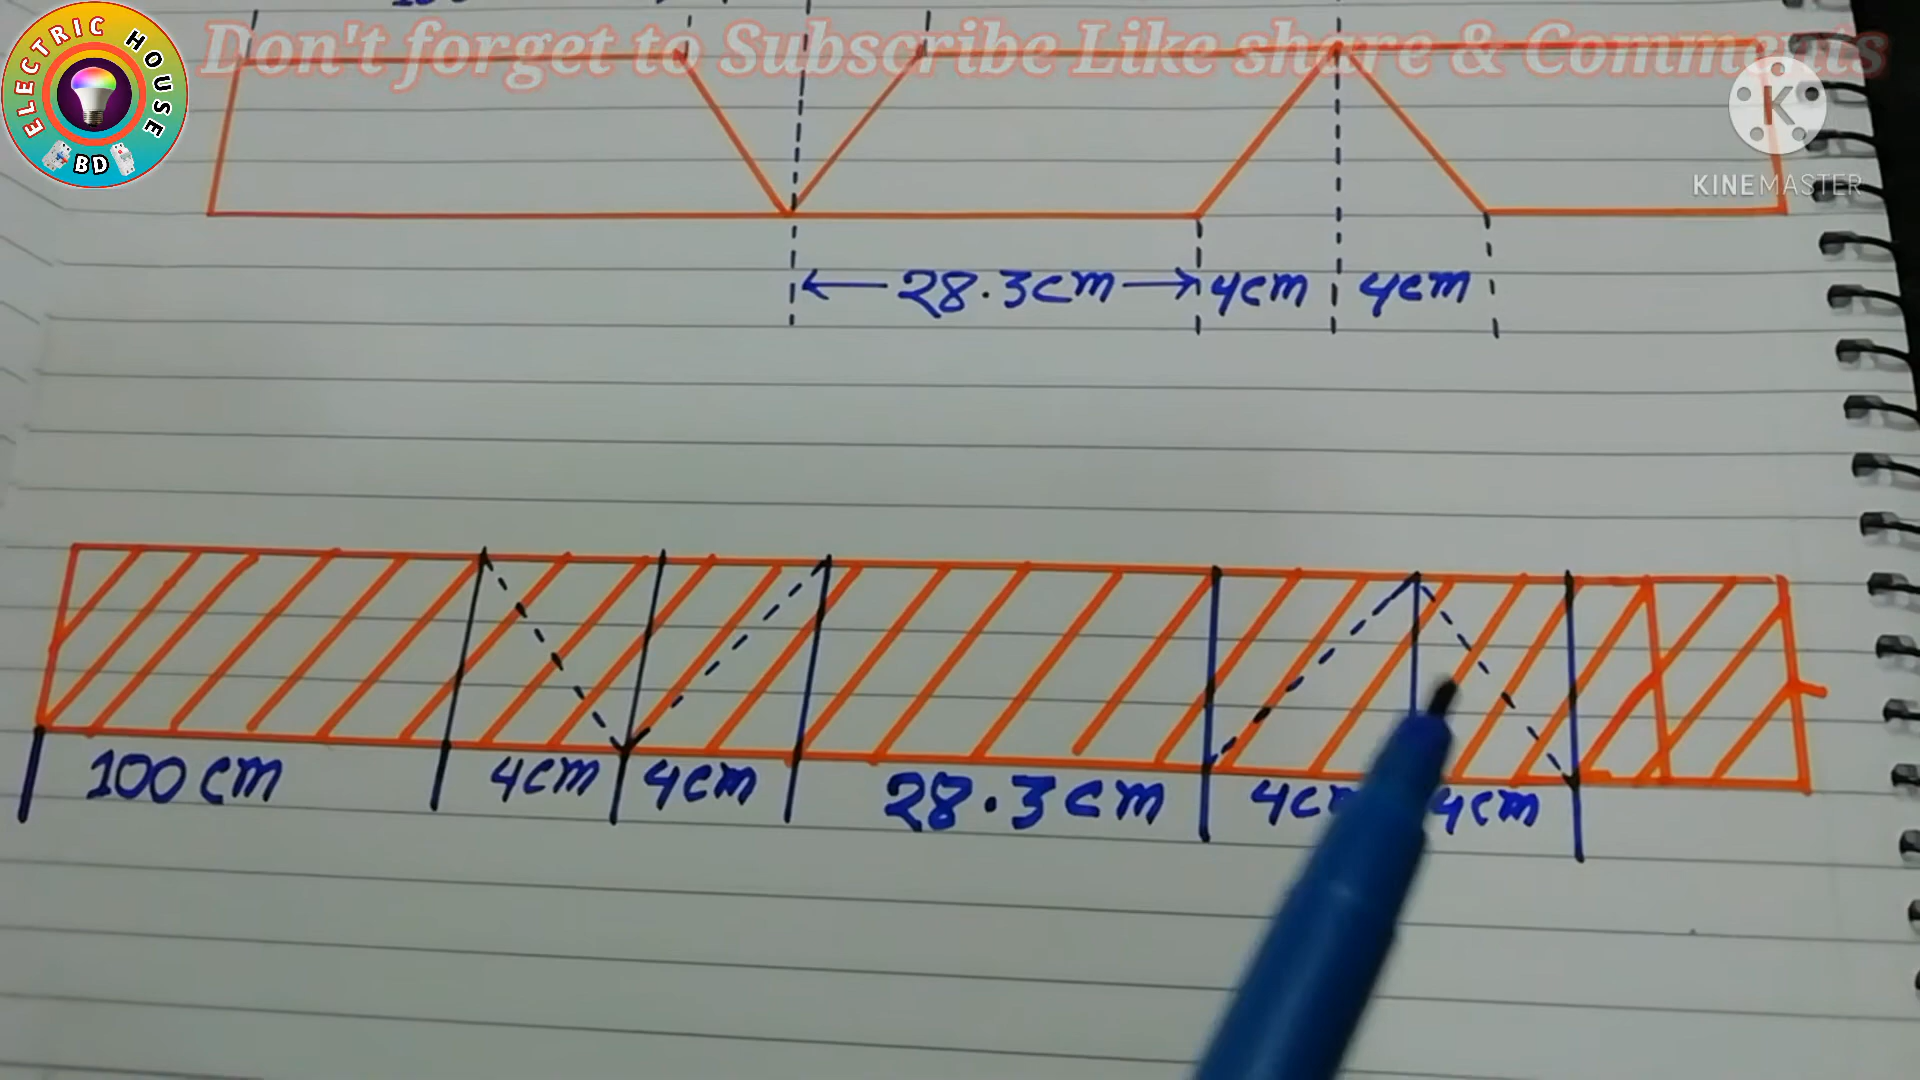 Don't forget to Subscribe Like share & Comments
ELECTRIC HOUSE
BD
K
KINEMASTER
28.3cm 4cm 4cm
100 cm 4cm 4cm 28.3cm 4cm 4cm